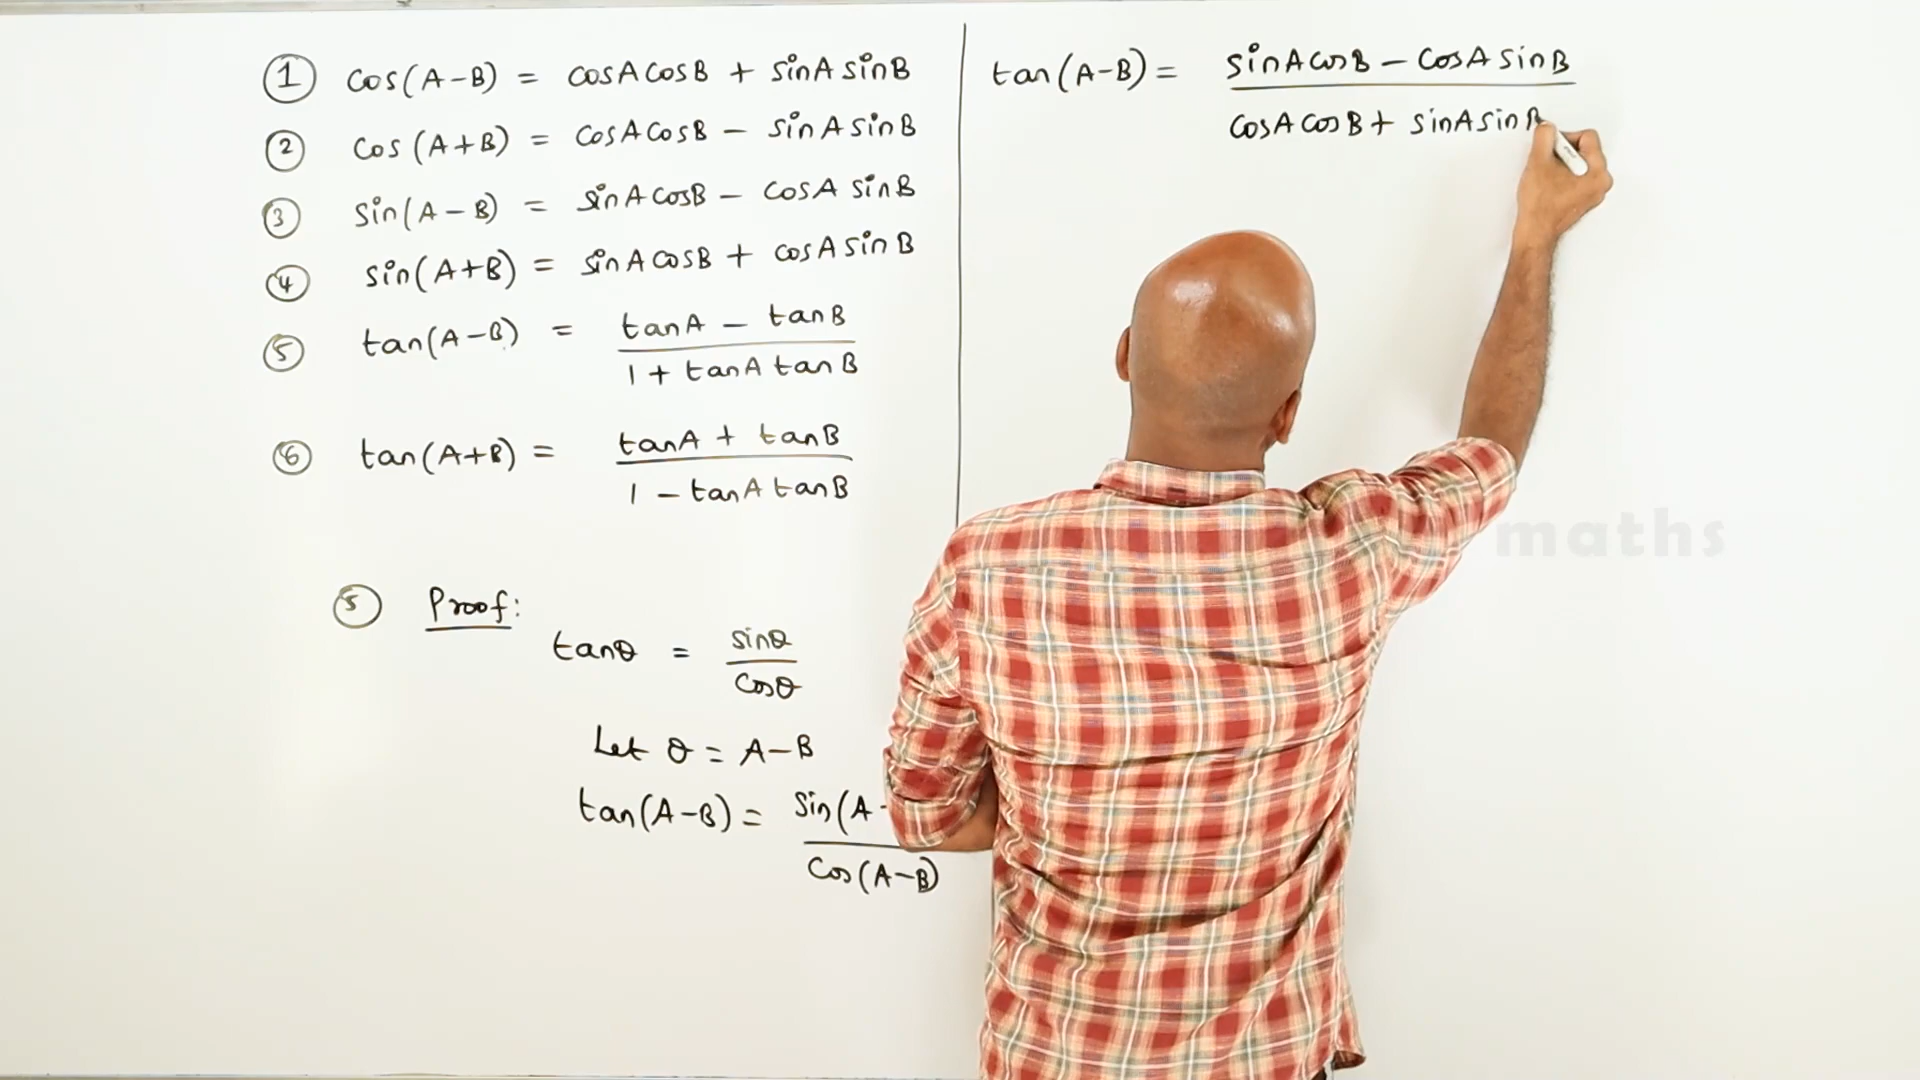 ① cos(A-B) = cosA cosB + sinA sinB
② cos(A+B) = cosA cosB - sinA sinB
③ sin(A-B) = sinA cosB - cosA sinB
④ sin(A+B) = sinA cosB + cosA sinB
⑤ tan(A-B) = tanA - tanB
1 + tanA tanB
⑥ tan(A+B) = tanA + tanB
1 - tanA tanB
⑤ Proof:
tanθ = sinθ
cosθ
Let θ = A-B
tan(A-B) = sin(A -
cos(A-B)
tan(A-B) = sinA cosB - cosA sinB
cosA cosB + sinA sin B
maths